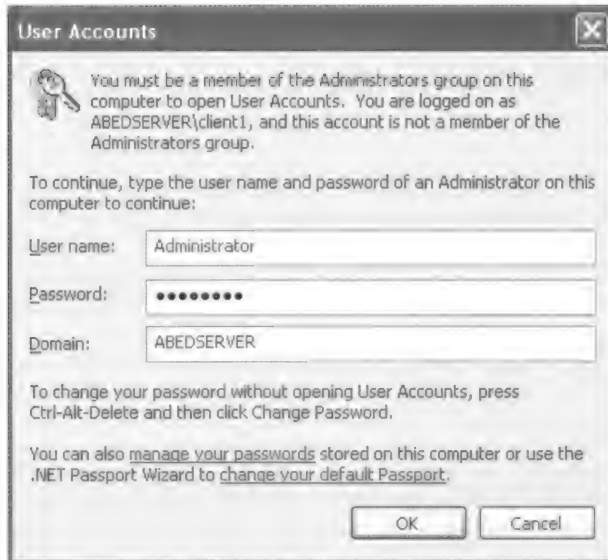 User Accounts
You must be a member of the Administrators group on this
computer to open User Accounts. You are logged on as
ABEDSERVER\client1, and this account is not a member of the
Administrators group.
To continue, type the user name and password of an Administrator on this
computer to continue:
User name:
Administrator
Password:
••••••••
Domain:
ABEDSERVER
To change your password without opening User Accounts, press
Ctrl-Alt-Delete and then click Change Password.
You can also manage your passwords stored on this computer or use the
.NET Passport Wizard to change your default Passport.
OK
Cancel